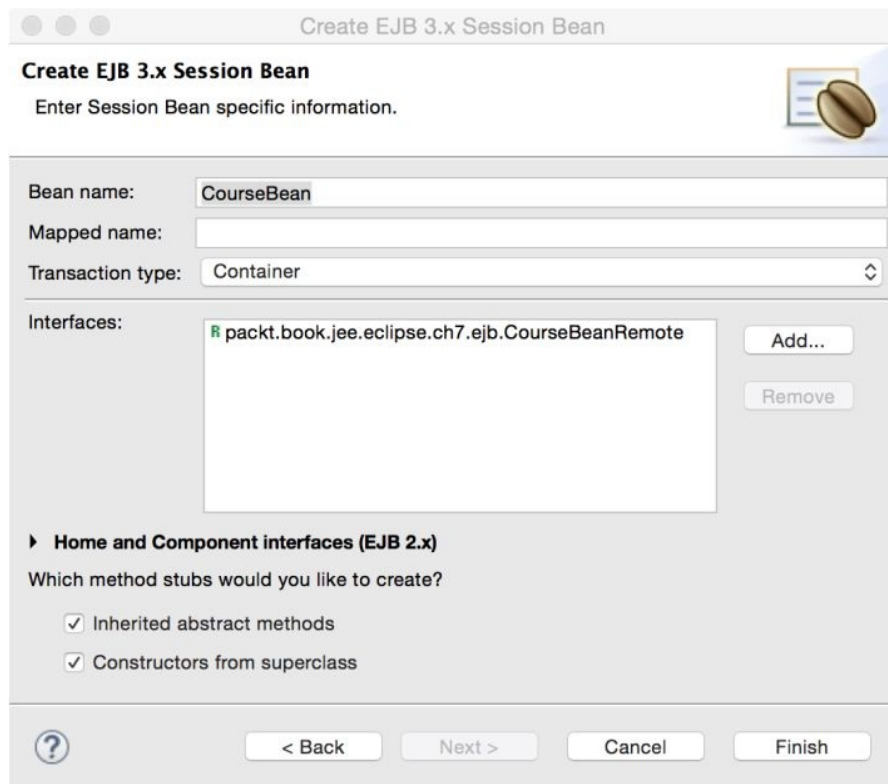 Create EJB 3.x Session Bean
Create EJB 3.x Session Bean
Enter Session Bean specific information.
Bean name: CourseBean
Mapped name:
Transaction type: Container
Interfaces: R packt.book.jee.eclipse.ch7.ejb.CourseBeanRemote Add...
Remove
Home and Component interfaces (EJB 2.x)
Which method stubs would you like to create?
Inherited abstract methods
Constructors from superclass
? < Back Next > Cancel Finish